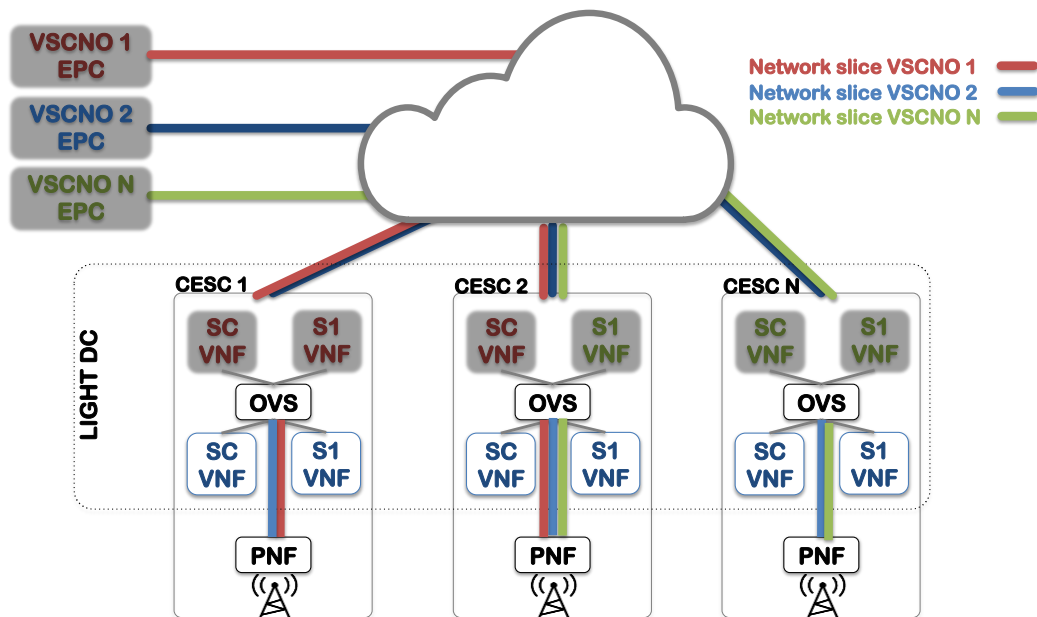 VSCNO 1
EPC
VSCNO 2
EPC
VSCNO N
EPC
Network slice VSCNO 1
Network slice VSCNO 2
Network slice VSCNO N
LIGHT DC
CESC 1
SC
VNF
S1
VNF
OVS
SC
VNF
S1
VNF
PNF
CESC 2
SC
VNF
S1
VNF
OVS
SC
VNF
S1
VNF
PNF
CESC N
SC
VNF
S1
VNF
OVS
SC
VNF
S1
VNF
PNF